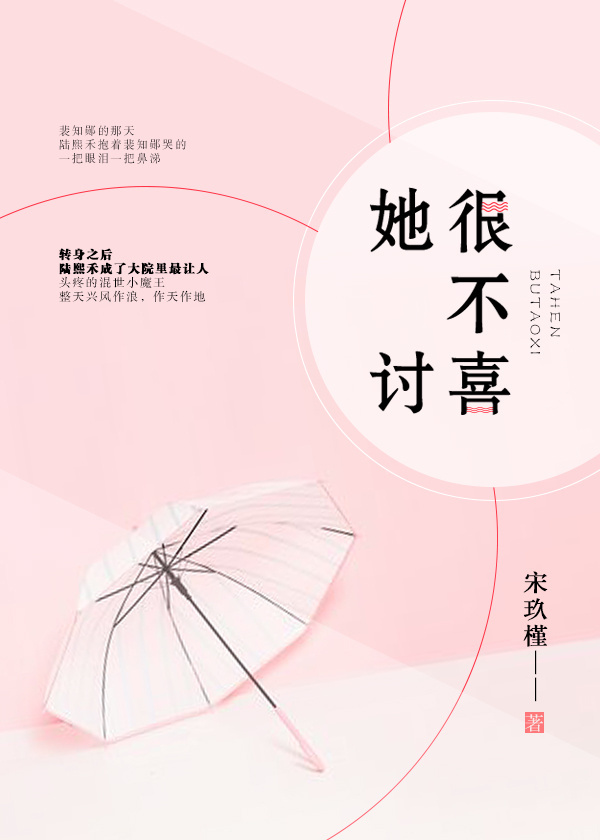 裴知的那天
陆熙禾抱着裴知哭的
一把眼泪一把鼻涕
转身之后
陆熙禾成了大院里最让人
头疼的混世小魔王
整天兴风作浪，作天作地
她很
不
讨喜
TAHEN
BUTAOXI
宋玖槿——
著